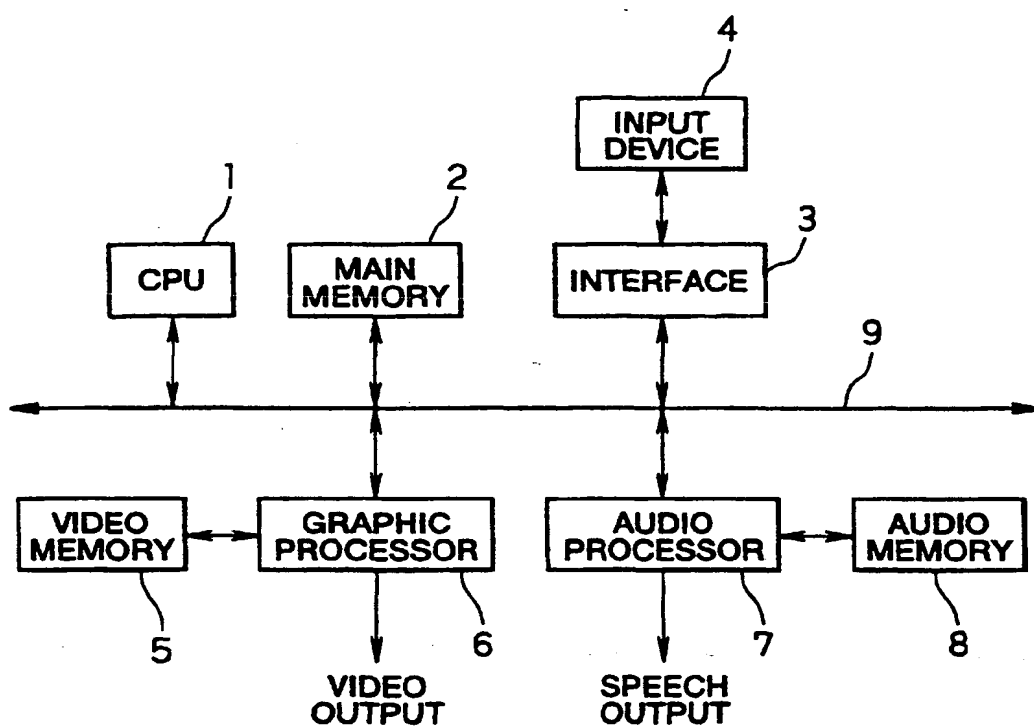 4
INPUT
DEVICE
1
2
3
CPU
MAIN
MEMORY
INTERFACE
9
VIDEO
MEMORY
GRAPHIC
PROCESSOR
AUDIO
PROCESSOR
AUDIO
MEMORY
5
6
7
8
VIDEO
OUTPUT
SPEECH
OUTPUT